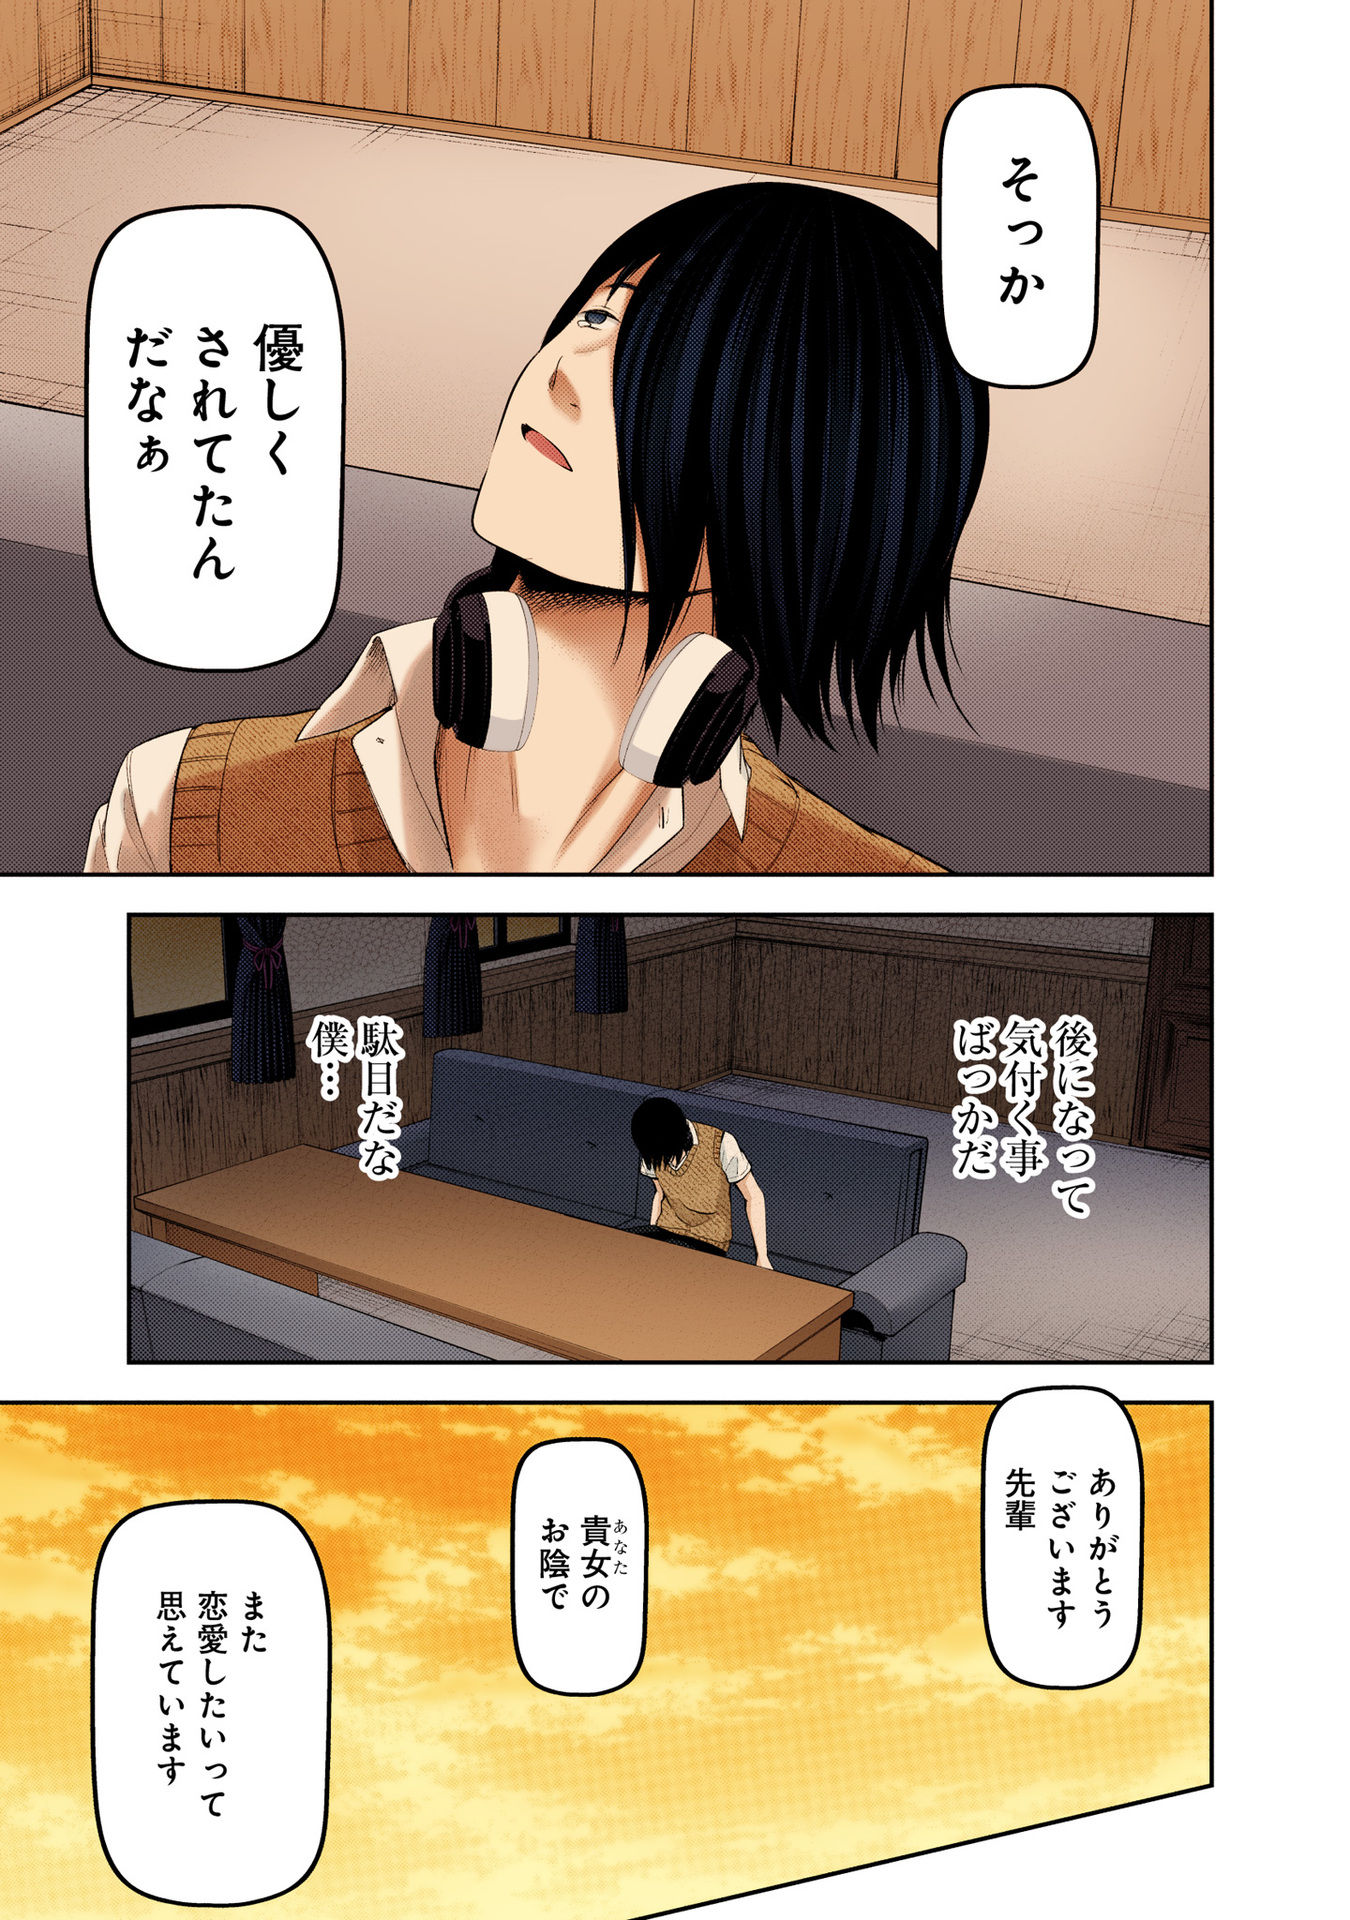 そっか
優しく
されてたん
だなぁ
後になって
気付く事
ばっかだ
駄目だな
僕…
ありがとう
ございます
先輩
貴女の
あなた
お陰で
また
恋愛したいって
思えています